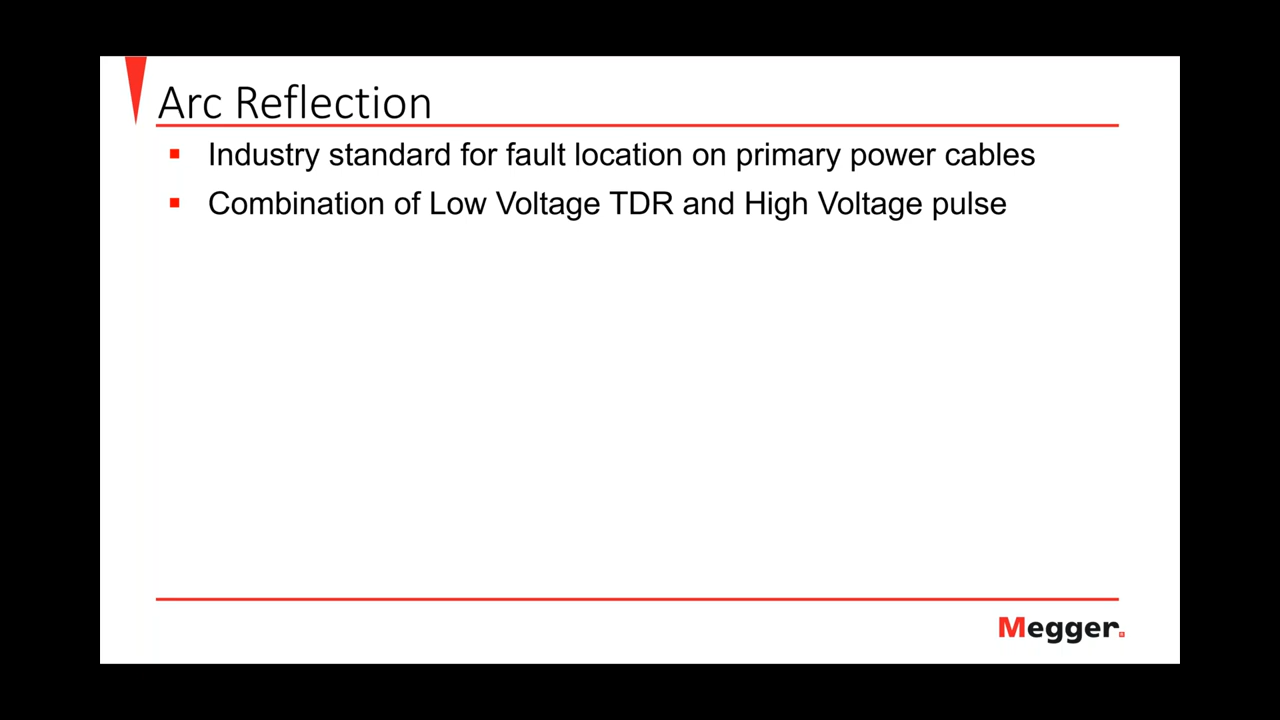 Arc Reflection
Industry standard for fault location on primary power cables
Combination of Low Voltage TDR and High Voltage pulse
Megger.